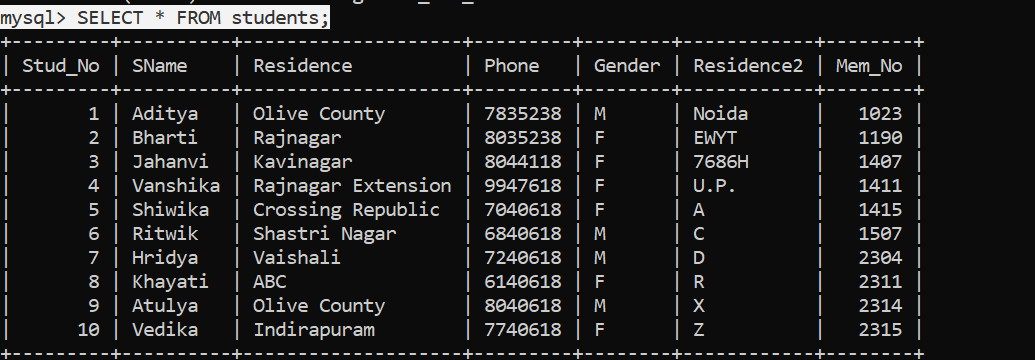 mysql> SELECT * FROM students;
+---------+----------+---------------------+---------+--------+------------+--------+
| Stud_No | SName    | Residence           | Phone   | Gender | Residence2 | Mem_No |
+---------+----------+---------------------+---------+--------+------------+--------+
|       1 | Aditya   | Olive County        | 7835238 | M      | Noida      |   1023 |
|       2 | Bharti   | Rajnagar            | 8035238 | F      | EWYT       |   1190 |
|       3 | Jahanvi  | Kavinagar           | 8044118 | F      | 7686H      |   1407 |
|       4 | Vanshika | Rajnagar Extension  | 9947618 | F      | U.P.       |   1411 |
|       5 | Shiwika  | Crossing Republic   | 7040618 | F      | A          |   1415 |
|       6 | Ritwik   | Shastri Nagar       | 6840618 | M      | C          |   1507 |
|       7 | Hridya   | Vaishali            | 7240618 | M      | D          |   2304 |
|       8 | Khayati  | ABC                 | 6140618 | F      | R          |   2311 |
|       9 | Atulya   | Olive County        | 8040618 | M      | X          |   2314 |
|      10 | Vedika   | Indirapuram         | 7740618 | F      | Z          |   2315 |
+---------+----------+---------------------+---------+--------+------------+--------+